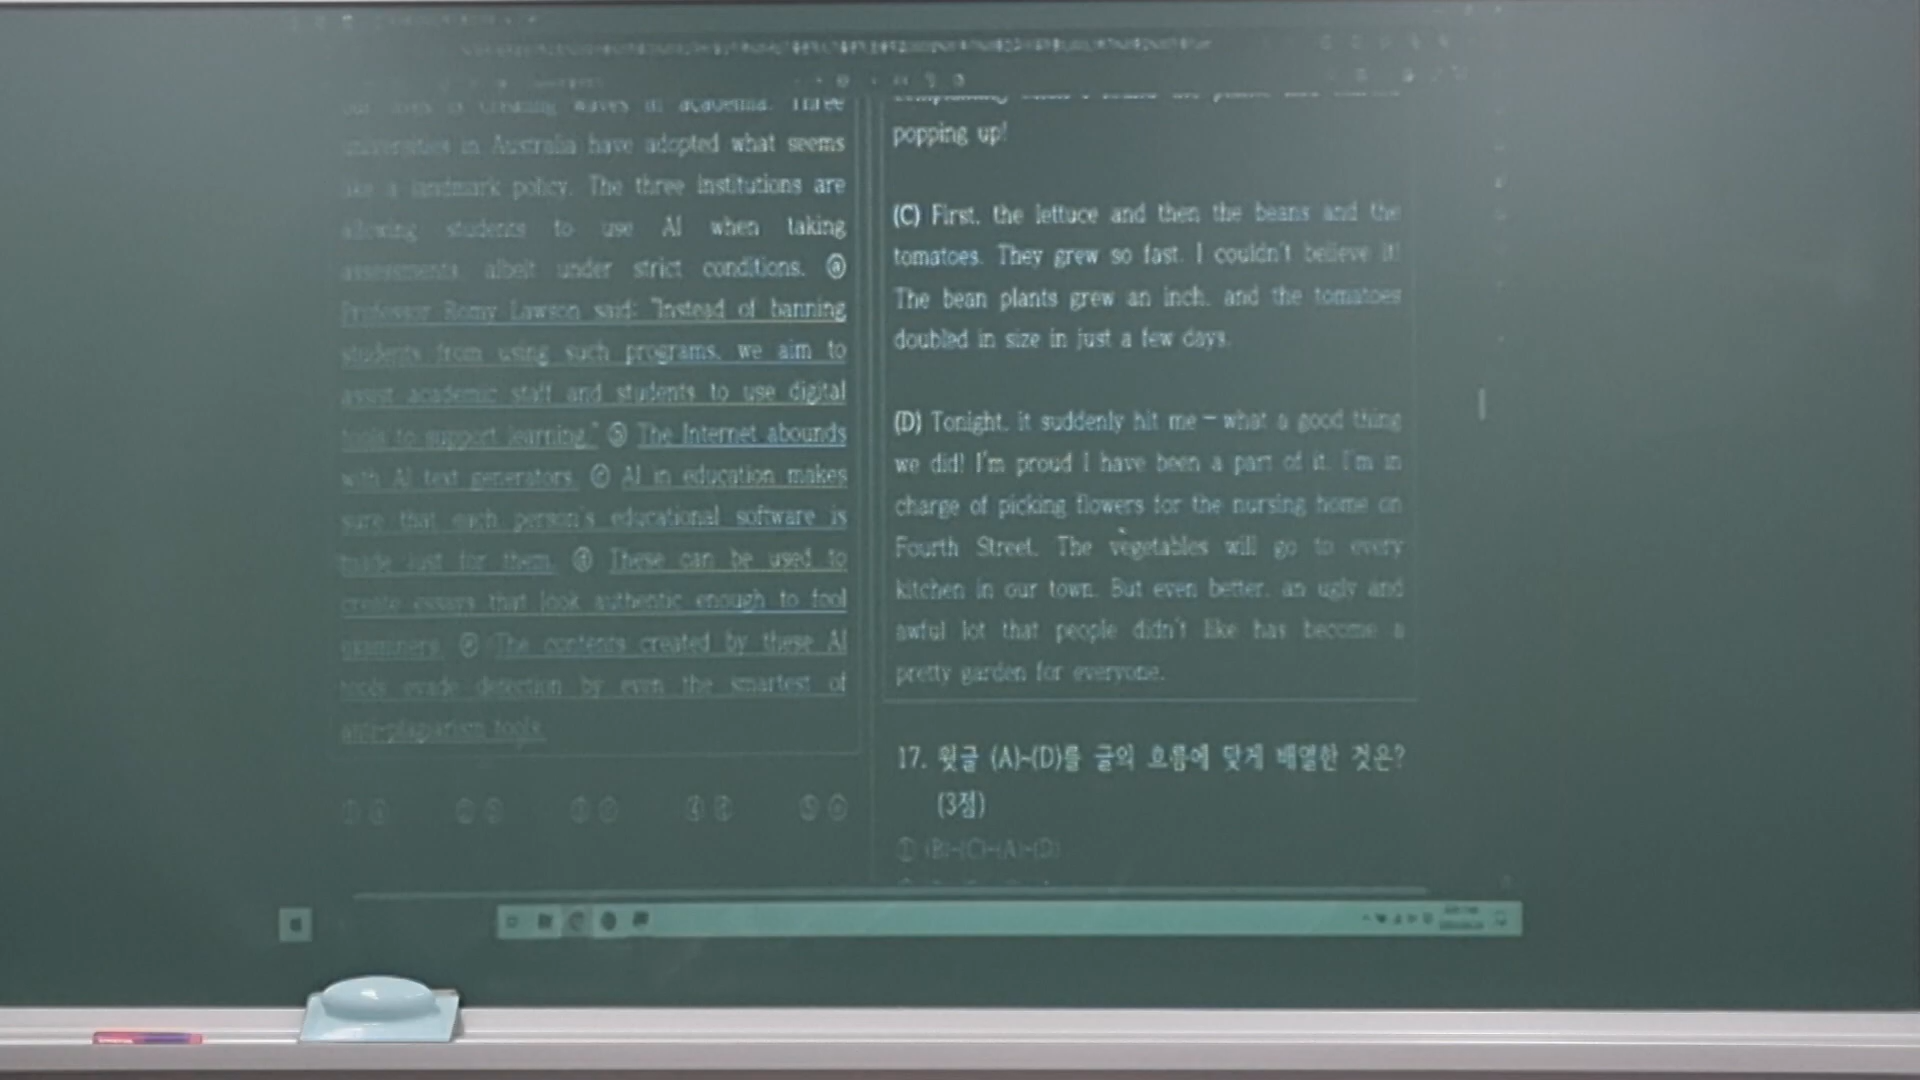 universities in Australia have adopted what seems
like a landmark policy. The three institutions are
allowing students to use AI when taking
assessments, albeit under strict conditions. ⓐ
Professor Romy Lawson said: "Instead of banning
students from using such programs, we aim to
assist academic staff and students to use digital
tools to support learning." ⓑ The Internet abounds
with AI text generators. ⓒ AI in education makes
sure that each person's educational software is
made just for them. ⓓ These can be used to
create essays that look authentic enough to fool
examiners. ⓔ The contents created by these AI
tools evade detection by even the smartest of
anti-plagiarism tools.
① ⓐ ② ⓑ ③ ⓒ ④ ⓓ ⑤ ⓔ
popping up!
(C) First, the lettuce and then the beans and the
tomatoes. They grew so fast. I couldn't believe it!
The bean plants grew an inch, and the tomatoes
doubled in size in just a few days.
(D) Tonight, it suddenly hit me – what a good thing
we did! I'm proud I have been a part of it. I'm in
charge of picking flowers for the nursing home on
Fourth Street. The vegetables will go to every
kitchen in our town. But even better, an ugly and
awful lot that people didn't like has become a
pretty garden for everyone.
17. 윗글 (A)~(D)를 글의 흐름에 맞게 배열한 것은?
(3점)
① (B)-(C)-(A)-(D)